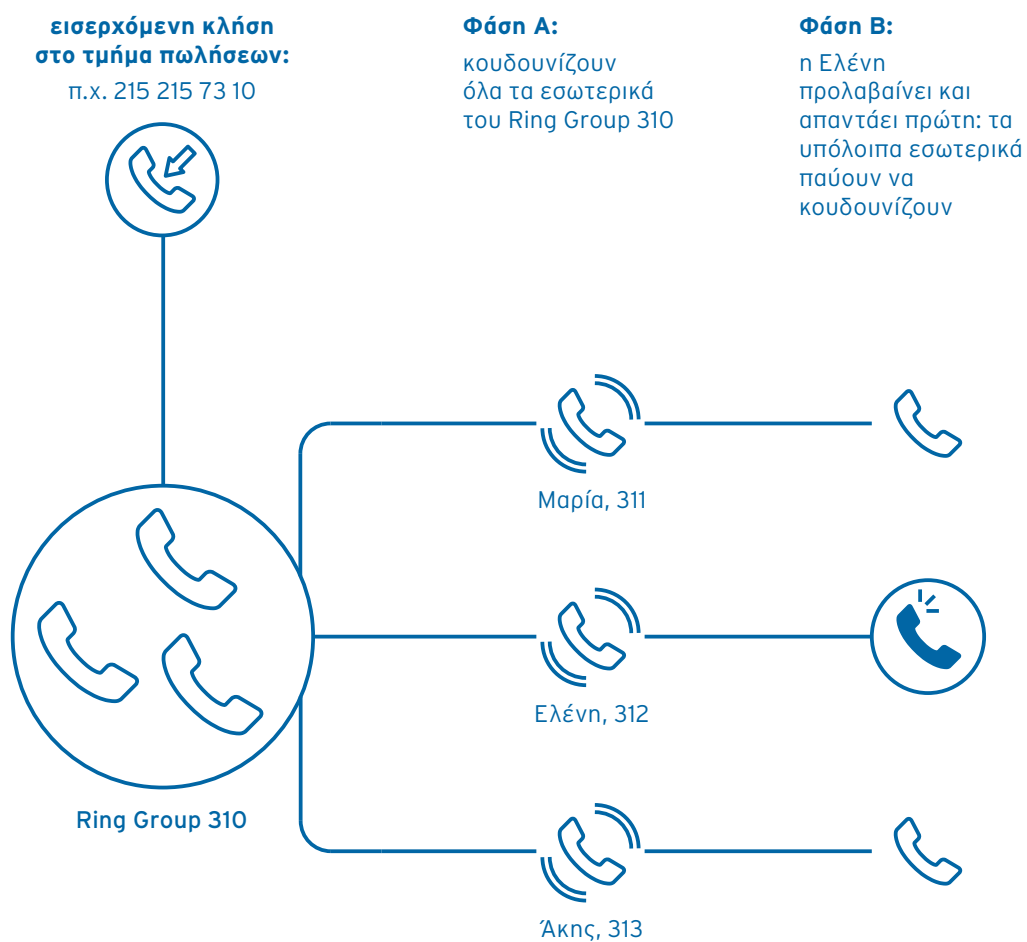 εισερχόμενη κλήση
στο τμήμα πωλήσεων:
π.χ. 215 215 73 10
Φάση Α:
κουδουνίζουν
όλα τα εσωτερικά
του Ring Group 310
Φάση Β:
η Ελένη
προλαβαίνει και
απαντάει πρώτη: τα
υπόλοιπα εσωτερικά
παύουν να
κουδουνίζουν
Μαρία, 311
Ελένη, 312
Ring Group 310
Άκης, 313